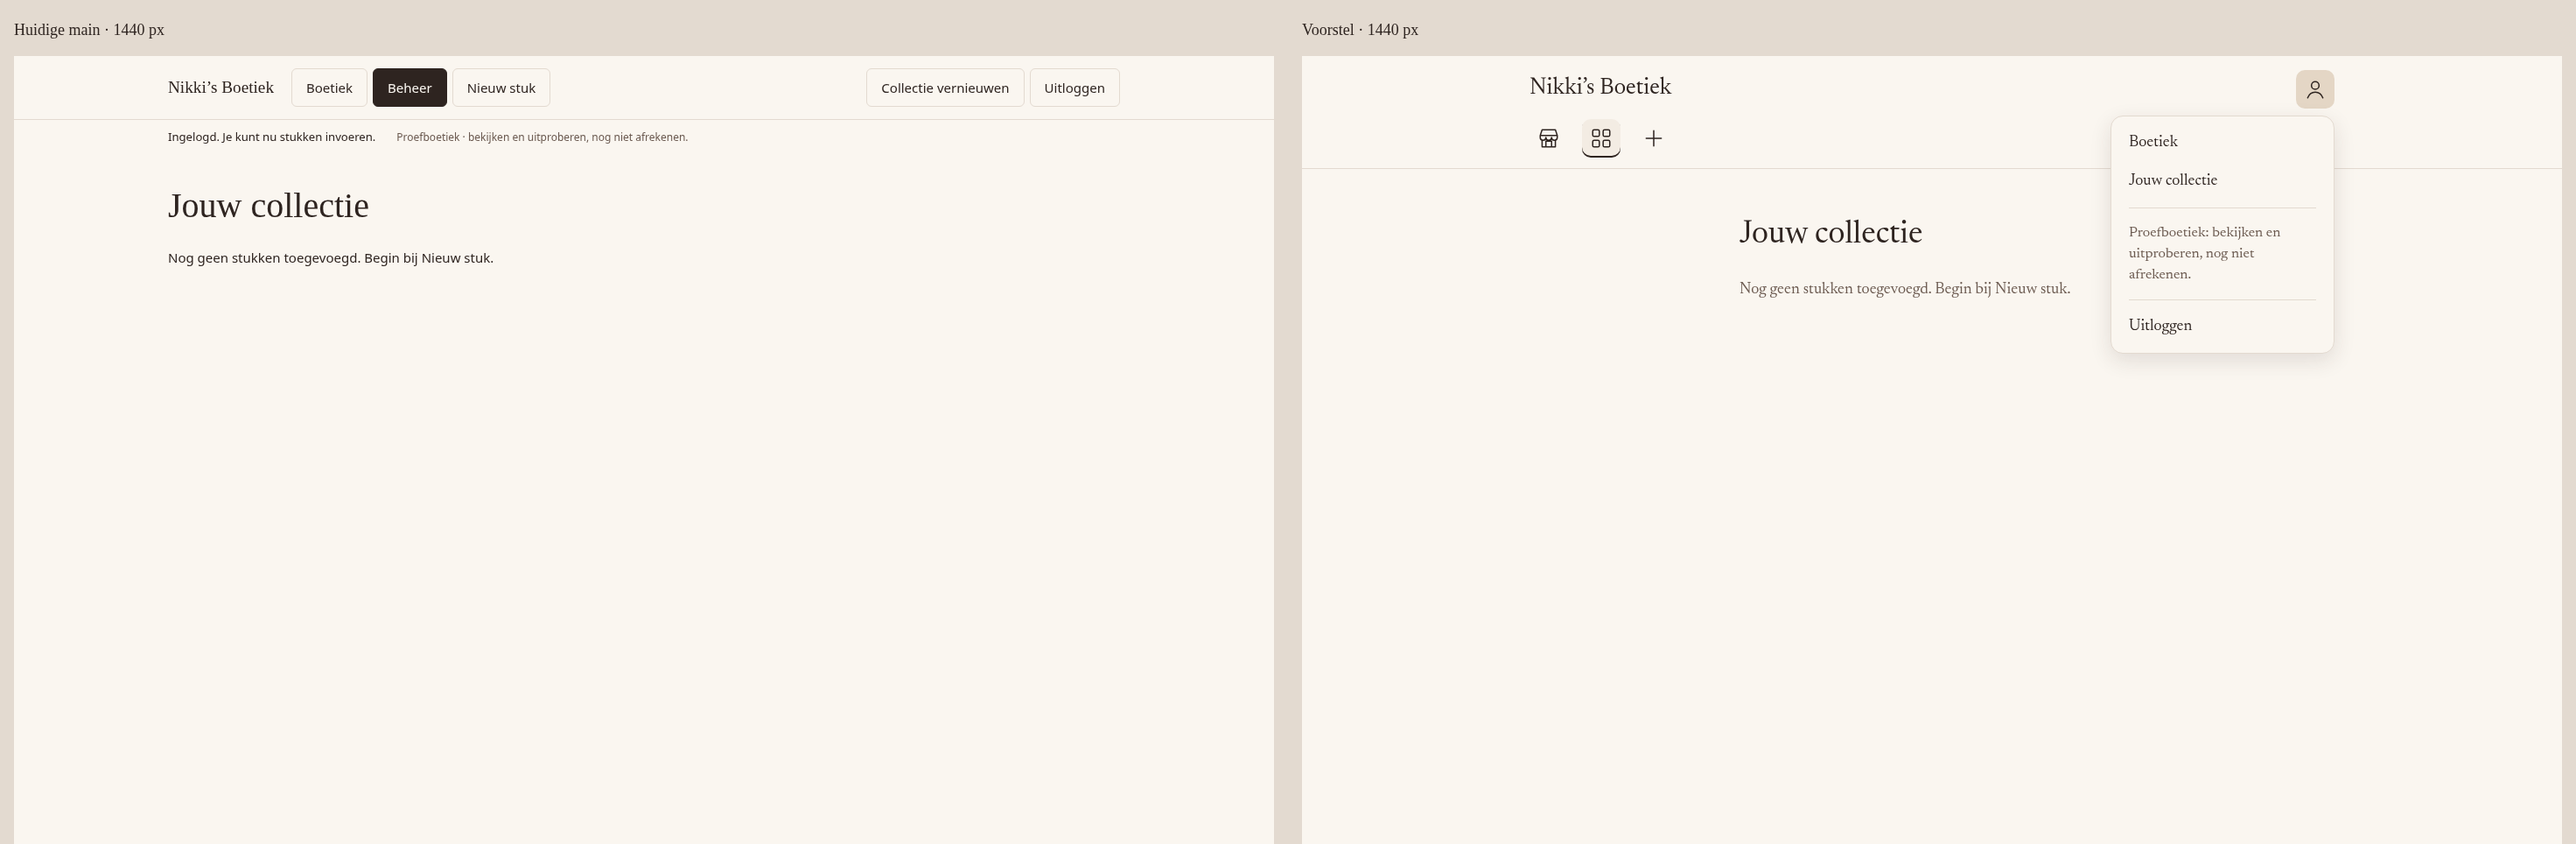 Huidige main · 1440 px
Nikki’s Boetiek
Boetiek
Beheer
Nieuw stuk
Collectie vernieuwen
Uitloggen
Ingelogd. Je kunt nu stukken invoeren.
Proefboetiek · bekijken en uitproberen, nog niet afrekenen.
Jouw collectie
Nog geen stukken toegevoegd. Begin bij Nieuw stuk.
Voorstel · 1440 px
Nikki’s Boetiek
Jouw collectie
Nog geen stukken toegevoegd. Begin bij Nieuw stuk.
Boetiek
Jouw collectie
Proefboetiek: bekijken en
uitproberen, nog niet
afrekenen.
Uitloggen